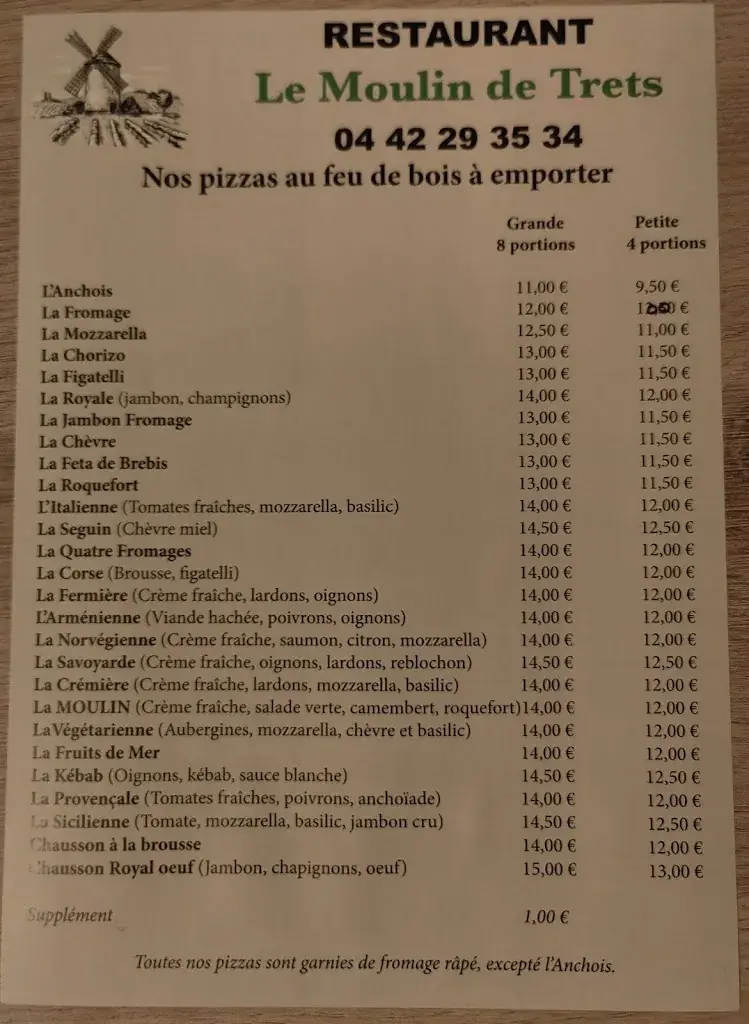 RESTAURANT
Le Moulin de Trets
04 42 29 35 34
Nos pizzas au feu de bois à emporter
Grande Petite
8 portions 4 portions
L'Anchois 11,00 € 9,50 €
La Fromage 12,00 € €
La Mozzarella 12,50 € 11,00 €
La Chorizo 13,00 € 11,50 €
La Figatelli 13,00 € 11,50 €
La Royale (jambon, champignons) 14,00 € 12,00 €
La Jambon Fromage 13,00 € 11,50 €
La Chèvre 13,00 € 11,50 €
La Feta de Brebis 13,00 € 11,50 €
La Roquefort 13,00 € 11,50 €
L'Italienne (Tomates fraîches, mozzarella, basilic) 14,00 € 12,00 €
La Seguin (Chèvre miel) 14,50 € 12,50 €
La Quatre Fromages 14,00 € 12,00 €
La Corse (Brousse, figatelli) 14,00 € 12,00 €
La Fermière (Crème fraîche, lardons, oignons) 14,00 € 12,00 €
L'Arménienne (Viande hachée, poivrons, oignons) 14,00 € 12,00 €
La Norvégienne (Crème fraîche, saumon, citron, mozzarella) 14,00 € 12,00 €
La Savoyarde (Crème fraîche, oignons, lardons, reblochon) 14,50 € 12,50 €
La Crémière (Crème fraîche, lardons, mozzarella, basilic) 14,00 € 12,00 €
La MOULIN (Crème fraîche, salade verte, camembert, roquefort) 14,00 € 12,00 €
LaVégétarienne (Aubergines, mozzarella, chèvre et basilic) 14,00 € 12,00 €
La Fruits de Mer 14,00 € 12,00 €
La Kébab (Oignons, kébab, sauce blanche) 14,50 € 12,50 €
La Provençale (Tomates fraîches, poivrons, anchoïade) 14,00 € 12,00 €
La Sicilienne (Tomate, mozzarella, basilic, jambon cru) 14,50 € 12,50 €
Chausson à la brousse 14,00 € 12,00 €
Chausson Royal oeuf (Jambon, chapignons, oeuf) 15,00 € 13,00 €
Supplément 1,00 €
Toutes nos pizzas sont garnies de fromage râpé, excepté l'Anchois.